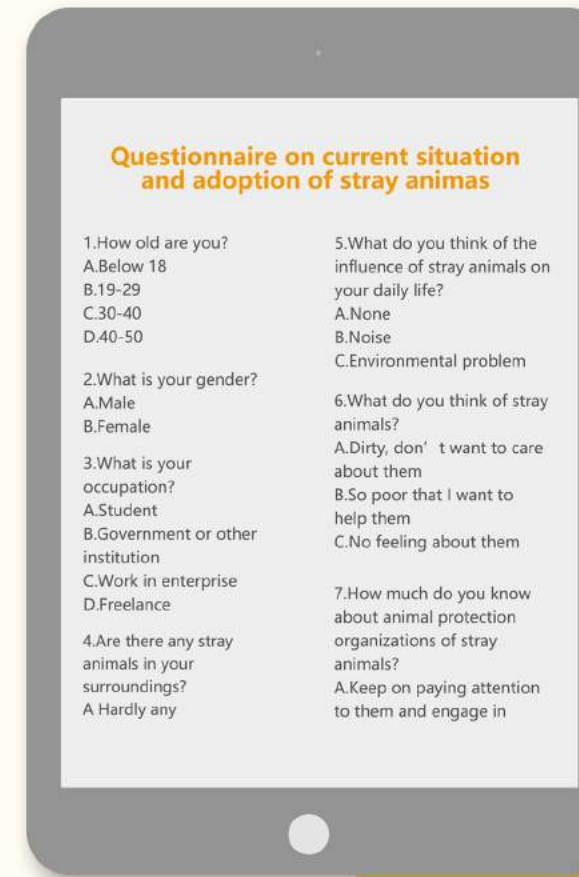 Questionnaire on current situation
and adoption of stray animas
1.How old are you?
A.Below 18
B.19-29
C.30-40
D.40-50
2.What is your gender?
A.Male
B.Female
3.What is your
occupation?
A.Student
B.Government or other
institution
C.Work in enterprise
D.Freelance
4.Are there any stray
animals in your
surroundings?
A Hardly any
5.What do you think of the
influence of stray animals on
your daily life?
A.None
B.Noise
C.Environmental problem
6.What do you think of stray
animals?
A.Dirty, don’ t want to care
about them
B.So poor that I want to
help them
C.No feeling about them
7.How much do you know
about animal protection
organizations of stray
animals?
A.Keep on paying attention
to them and engage in